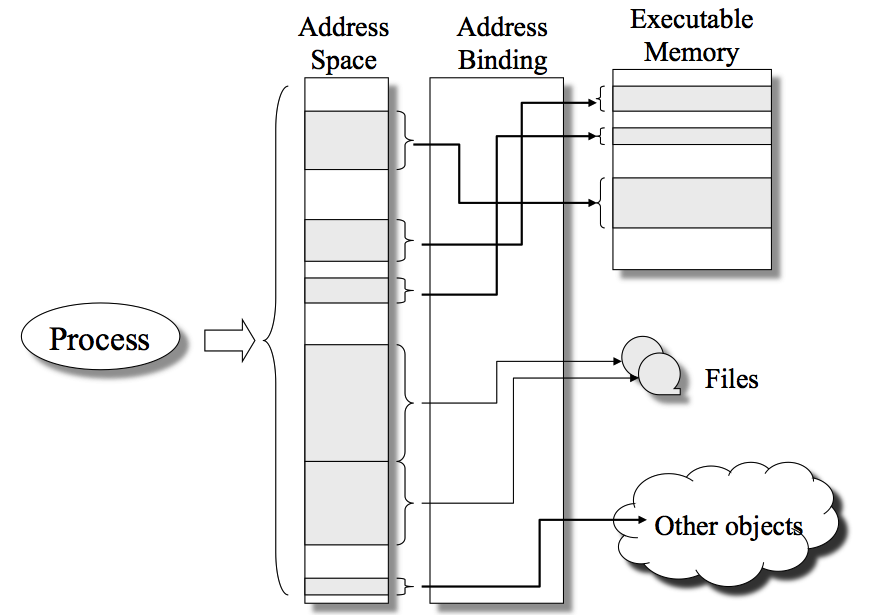 Address
Space
Address
Binding
Executable
Memory
Process
Files
Other objects